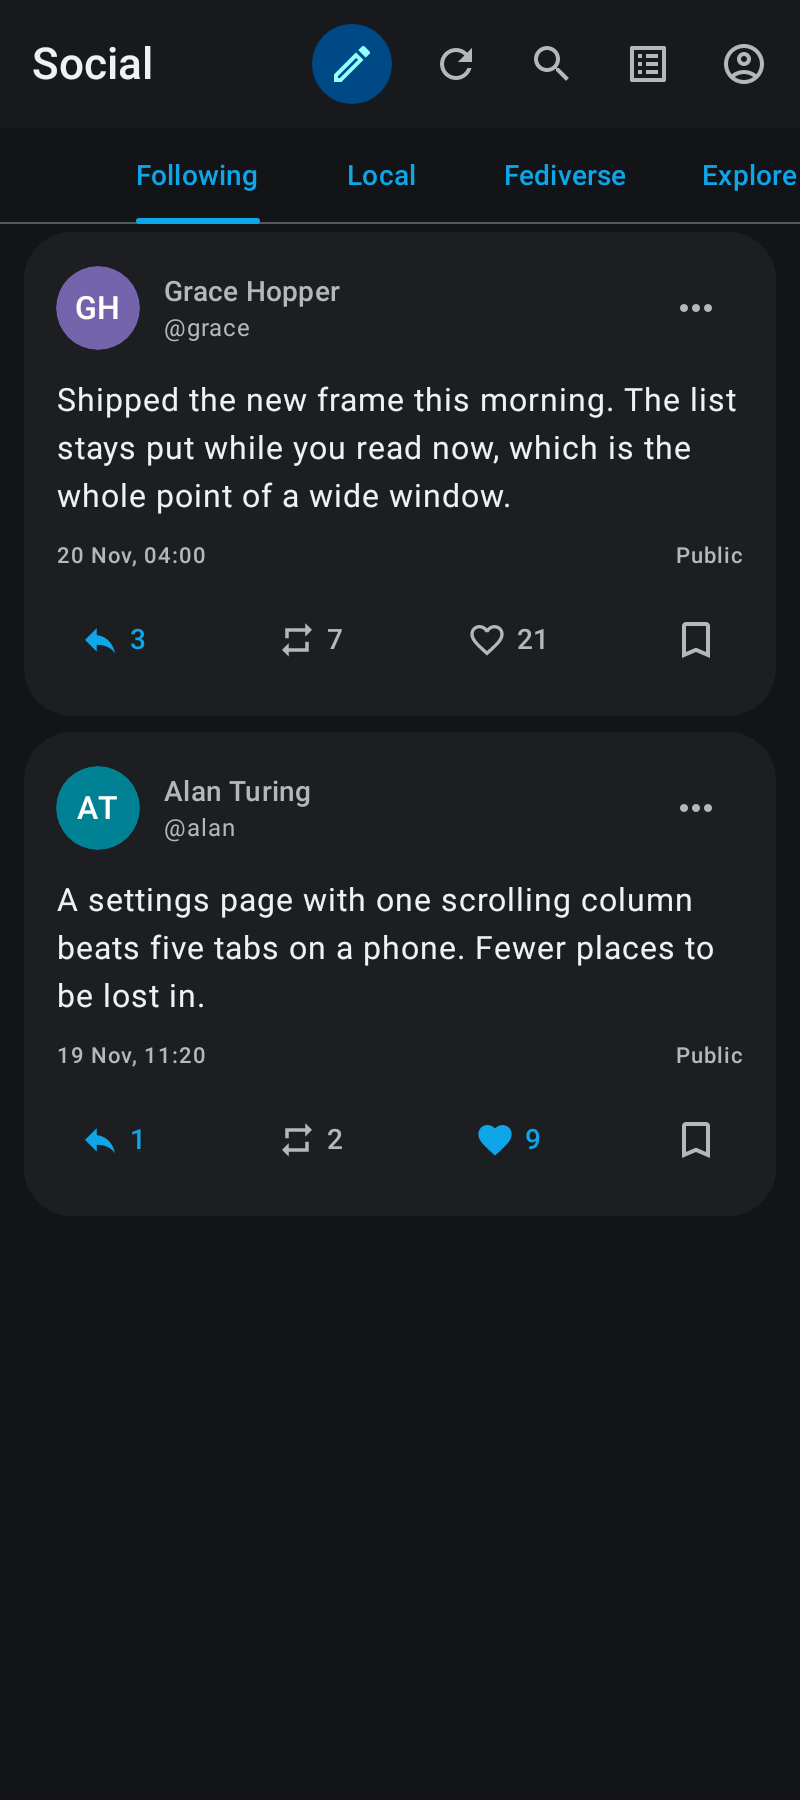 Social
Following Local Fediverse Explore
GH
Grace Hopper
@grace
Shipped the new frame this morning. The list
stays put while you read now, which is the
whole point of a wide window.
20 Nov, 04:00 Public
3 7 21
AT
Alan Turing
@alan
A settings page with one scrolling column
beats five tabs on a phone. Fewer places to
be lost in.
19 Nov, 11:20 Public
1 2 9